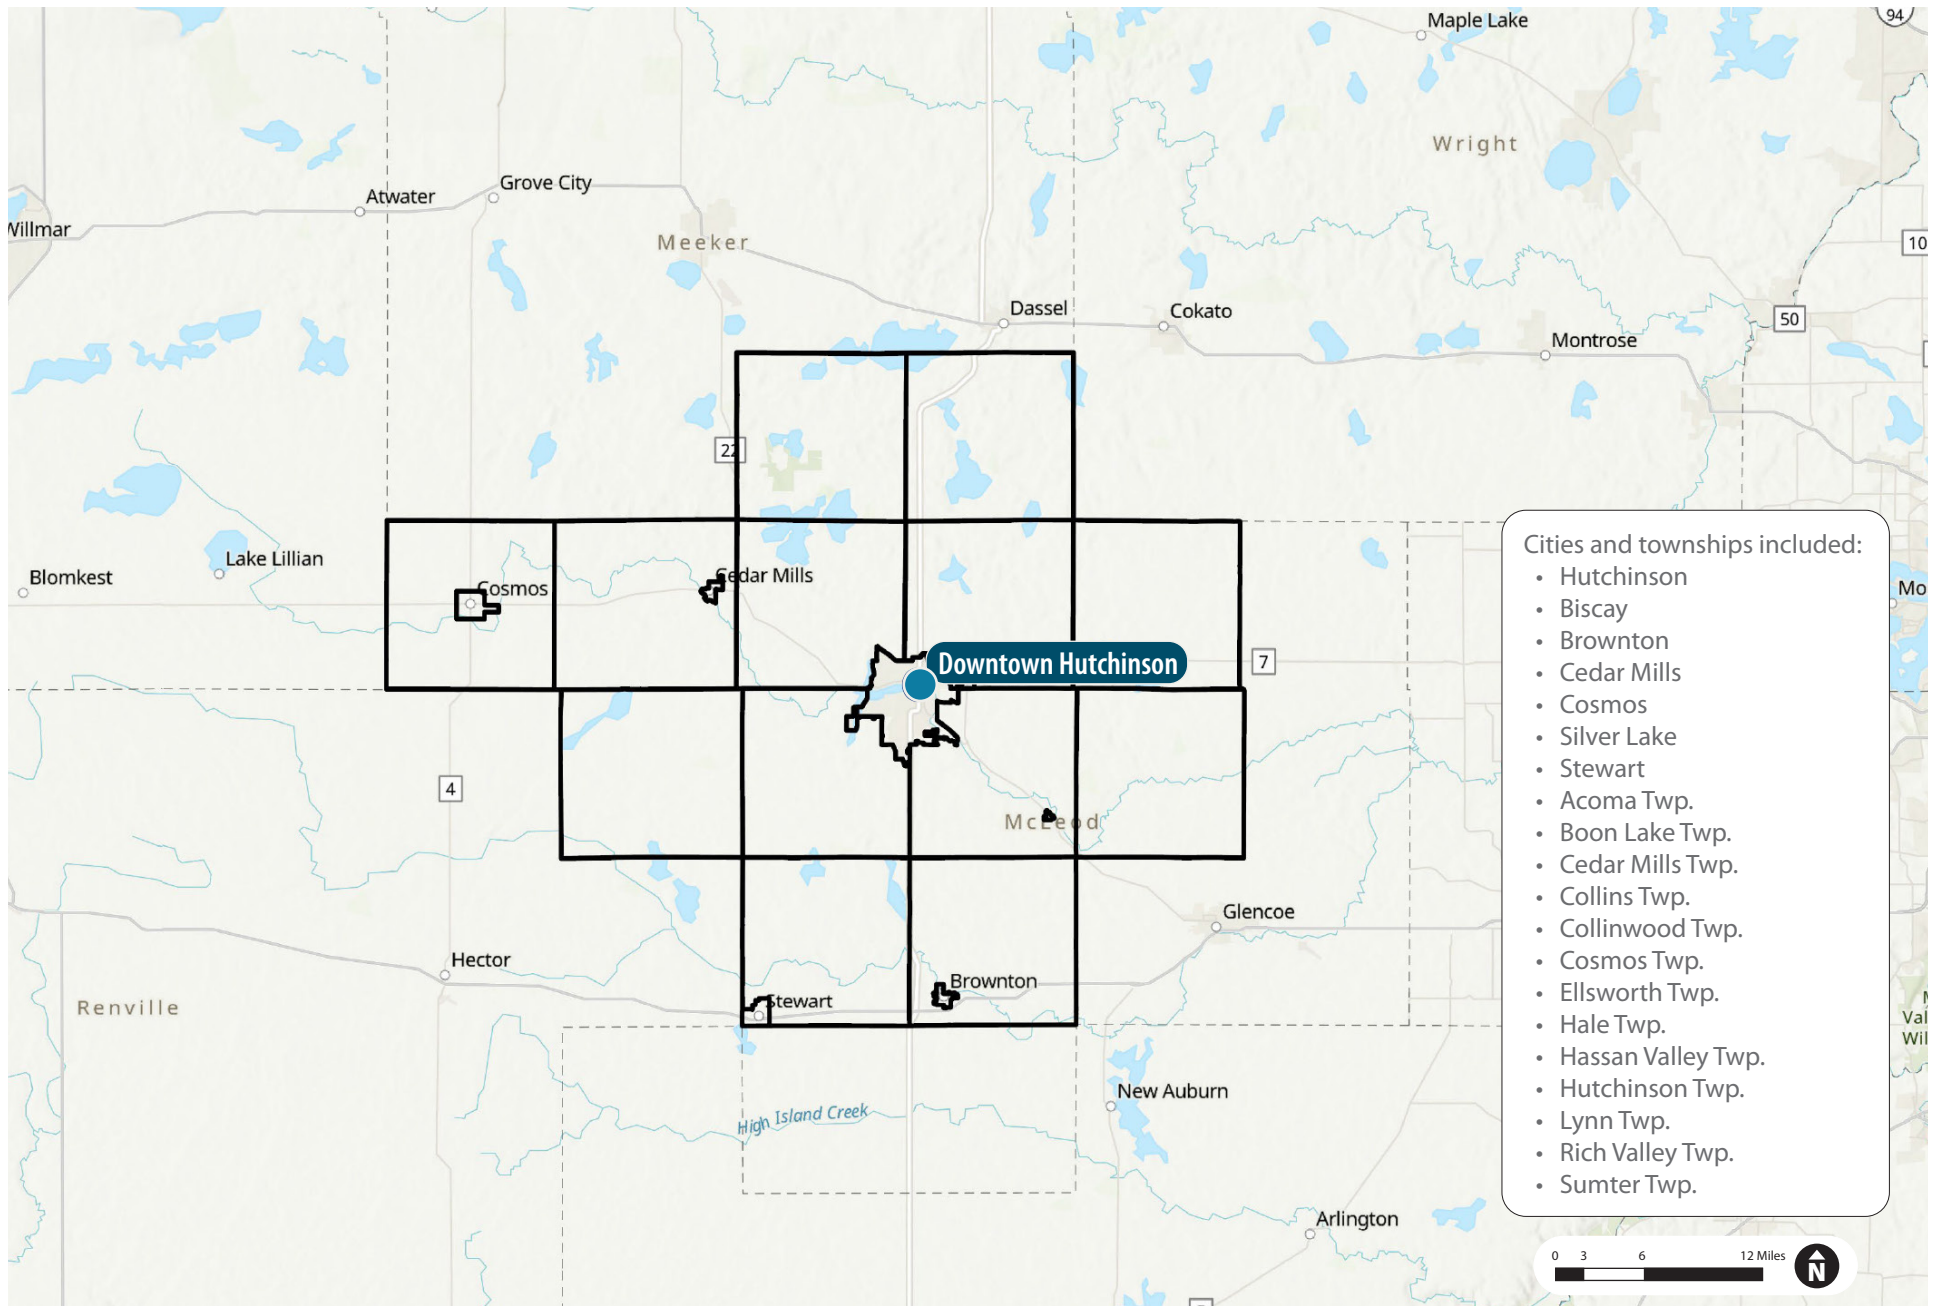 Maple Lake
94
Wright
Grove City
Atwater
Willmar
Meeker
10
Dassel
Cokato
50
Montrose
22
Lake Lillian
Blomkest
Cosmos
Cedar Mills
Mo
7
Downtown Hutchinson
4
McLeod
Glencoe
Hector
Brownton
Stewart
Renville
Val
Wil
New Auburn
High Island Creek
Arlington
Cities and townships included:
• Hutchinson
• Biscay
• Brownton
• Cedar Mills
• Cosmos
• Silver Lake
• Stewart
• Acoma Twp.
• Boon Lake Twp.
• Cedar Mills Twp.
• Collins Twp.
• Collinwood Twp.
• Cosmos Twp.
• Ellsworth Twp.
• Hale Twp.
• Hassan Valley Twp.
• Hutchinson Twp.
• Lynn Twp.
• Rich Valley Twp.
• Sumter Twp.
0 3 6 12 Miles
N